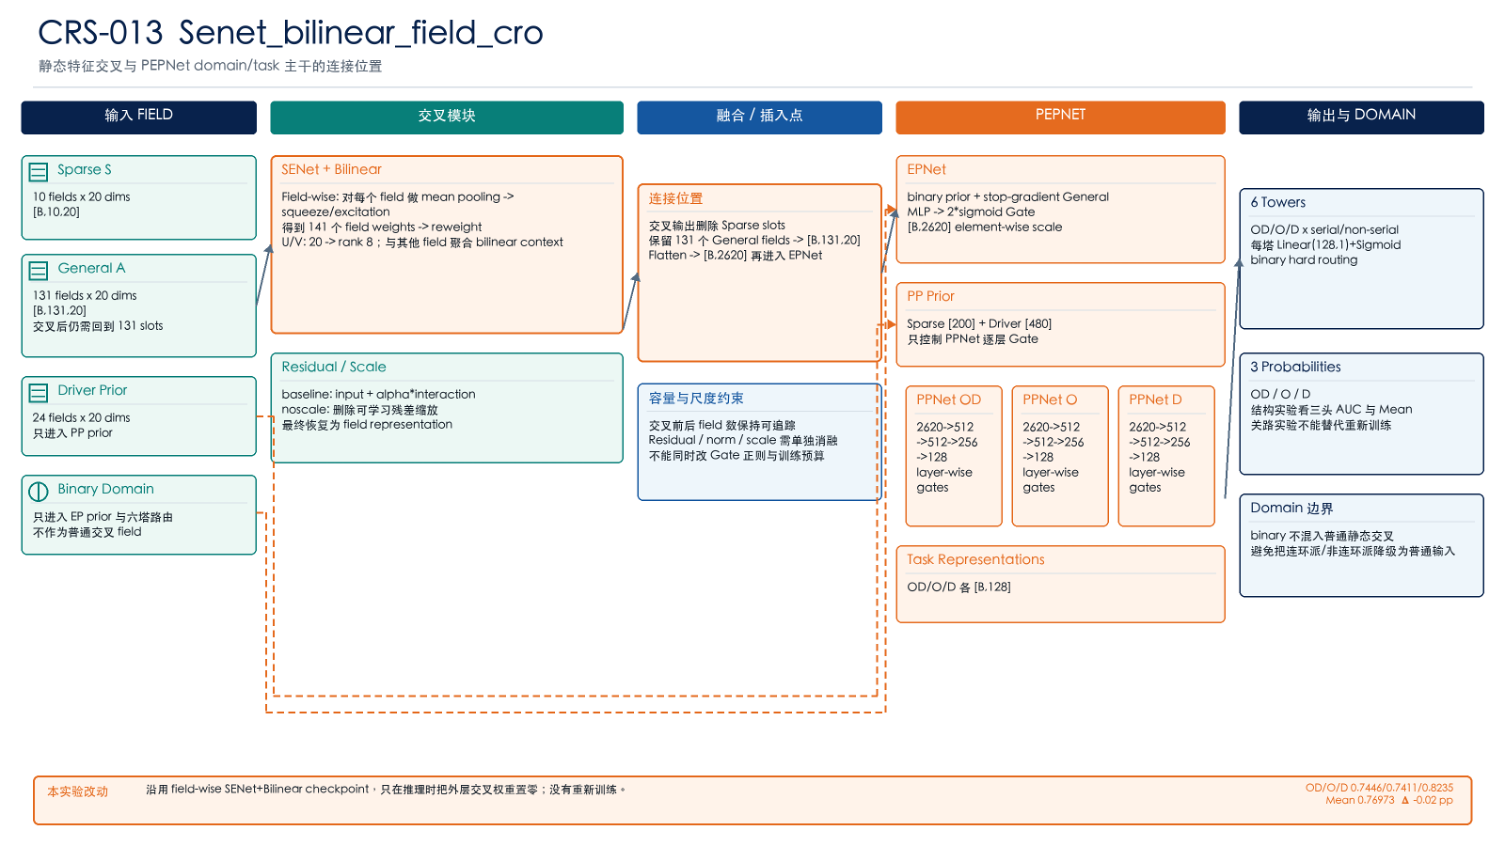 CRS-013  Senet_bilinear_field_cro
静态特征交叉与 PEPNet domain/task 主干的连接位置
输入 FIELD
交叉模块
融合 / 插入点
PEPNET
输出与 DOMAIN
Sparse S
10 fields x 20 dims
[B,10,20]
General A
131 fields x 20 dims
[B,131,20]
交叉后仍需回到 131 slots
Driver Prior
24 fields x 20 dims
只进入 PP prior
Binary Domain
只进入 EP prior 与六塔路由
不作为普通交叉 field
SENet + Bilinear
Field-wise: 对每个 field 做 mean pooling ->
squeeze/excitation
得到 141 个 field weights -> reweight
U/V: 20 -> rank 8；与其他 field 聚合 bilinear context
Residual / Scale
baseline: input + alpha*interaction
noscale: 删除可学习残差缩放
最终恢复为 field representation
连接位置
交叉输出删除 Sparse slots
保留 131 个 General fields -> [B,131,20]
Flatten -> [B,2620] 再进入 EPNet
容量与尺度约束
交叉前后 field 数保持可追踪
Residual / norm / scale 需单独消融
不能同时改 Gate 正则与训练预算
EPNet
binary prior + stop-gradient General
MLP -> 2*sigmoid Gate
[B,2620] element-wise scale
PP Prior
Sparse [200] + Driver [480]
只控制 PPNet 逐层 Gate
PPNet OD
2620->512
->512->256
->128
layer-wise
gates
PPNet O
2620->512
->512->256
->128
layer-wise
gates
PPNet D
2620->512
->512->256
->128
layer-wise
gates
Task Representations
OD/O/D 各 [B,128]
6 Towers
OD/O/D x serial/non-serial
每塔 Linear(128,1)+Sigmoid
binary hard routing
3 Probabilities
OD / O / D
结构实验看三头 AUC 与 Mean
关路实验不能替代重新训练
Domain 边界
binary 不混入普通静态交叉
避免把连环派/非连环派降级为普通输入
本实验改动
沿用 field-wise SENet+Bilinear checkpoint，只在推理时把外层交叉权重置零；没有重新训练。
OD/O/D 0.7446/0.7411/0.8235
Mean 0.76973  Δ -0.02 pp